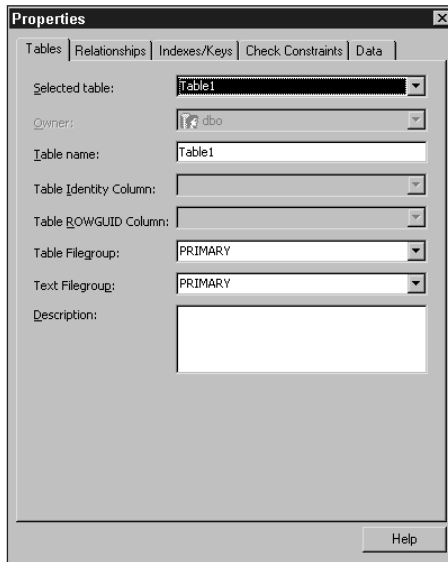 Properties
Tables Relationships Indexes/Keys Check Constraints Data
Selected table: Table1
Owner: dbo
Table name: Table1
Table Identity Column:
Table ROWGUID Column:
Table Filegroup: PRIMARY
Text Filegroup: PRIMARY
Description:
Help